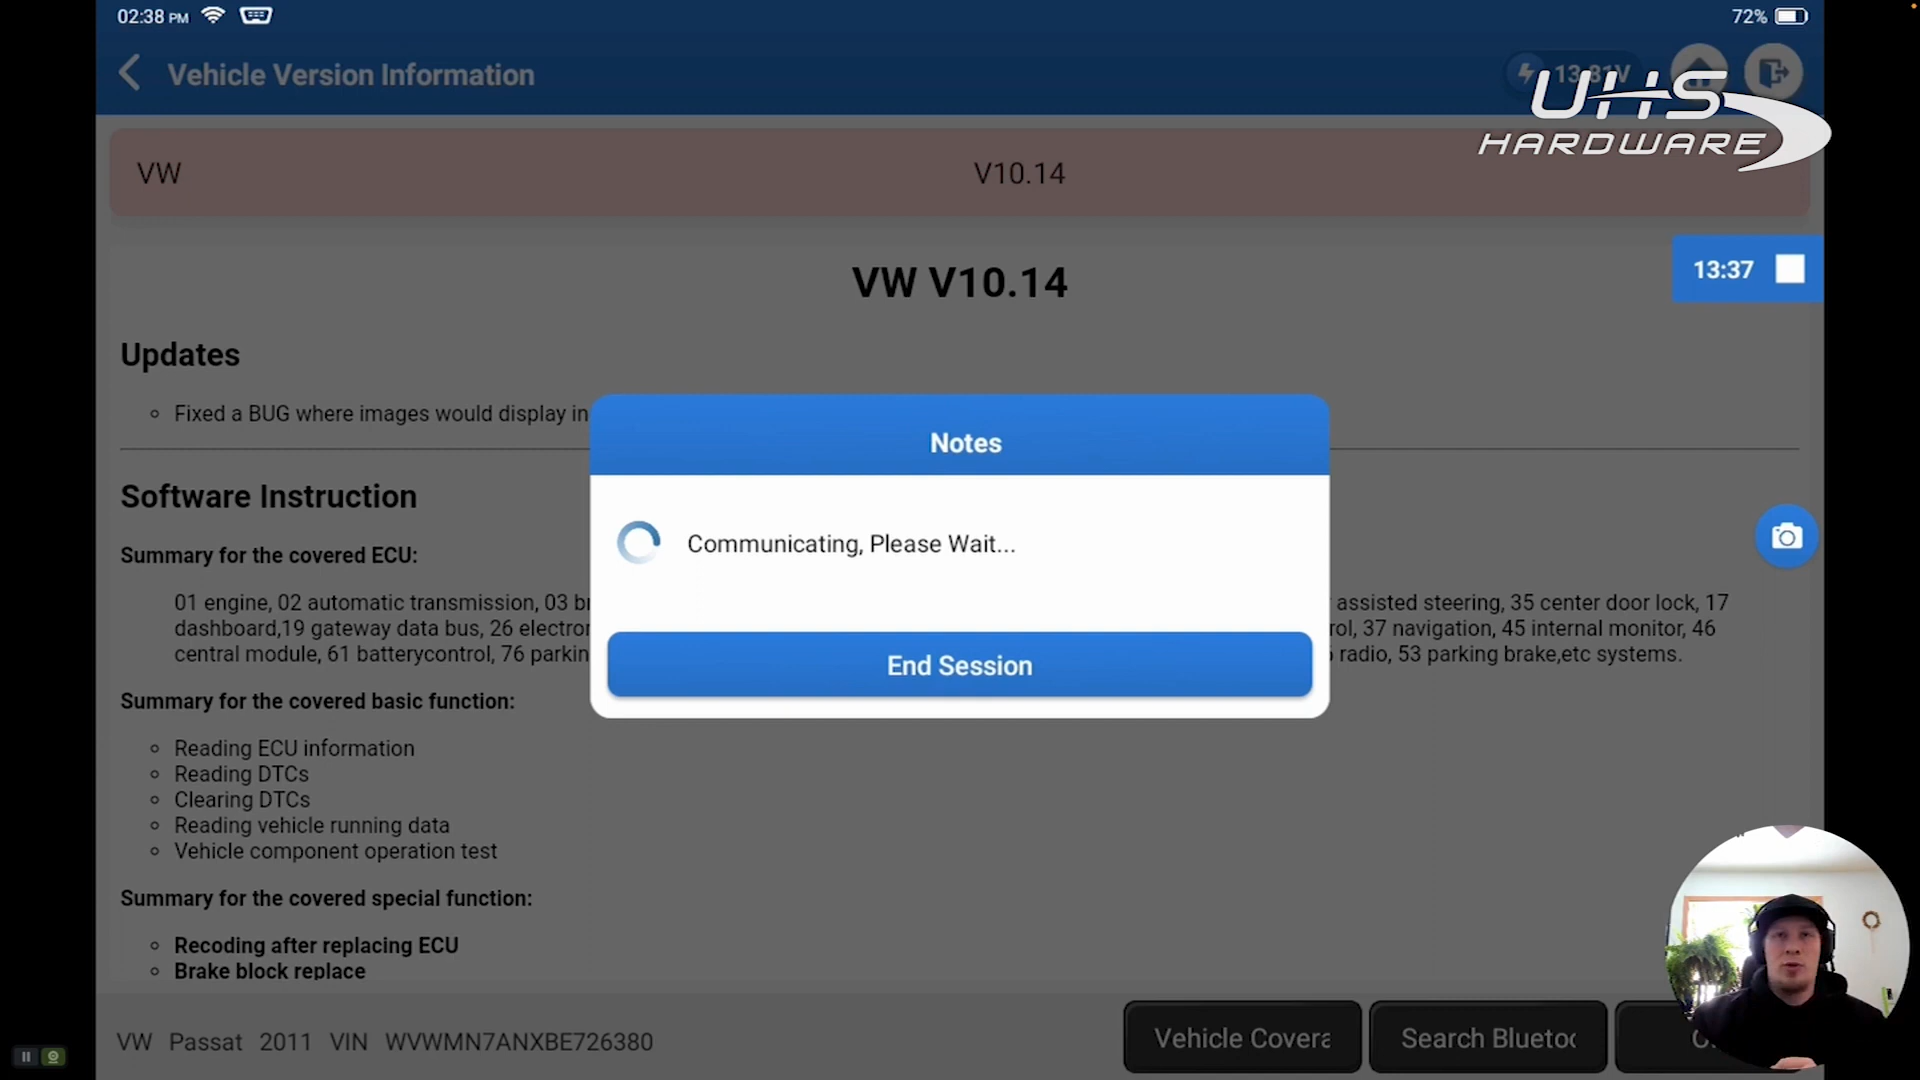 02:38 PM
72%
Vehicle Version Information
13.81V
UHS
HARDWARE
VW V10.14
VW V10.14
13:37
Updates
Fixed a BUG where images would display in
Notes
Software Instruction
Communicating, Please Wait...
Summary for the covered ECU:
01 engine, 02 automatic transmission, 03 assisted steering, 35 center door lock, 17
dashboard,19 gateway data bus, 26 37 navigation, 45 internal monitor, 46
central module, 61 batterycontrol, 76 radio, 53 parking brake,etc systems.
End Session
Summary for the covered basic function:
Reading ECU information
Reading DTCs
Clearing DTCs
Reading vehicle running data
Vehicle component operation test
Summary for the covered special function:
Recoding after replacing ECU
Brake block replace
VW Passat 2011 VIN WVWMN7ANXBE726380
Vehicle Covera
Search Bluetoo